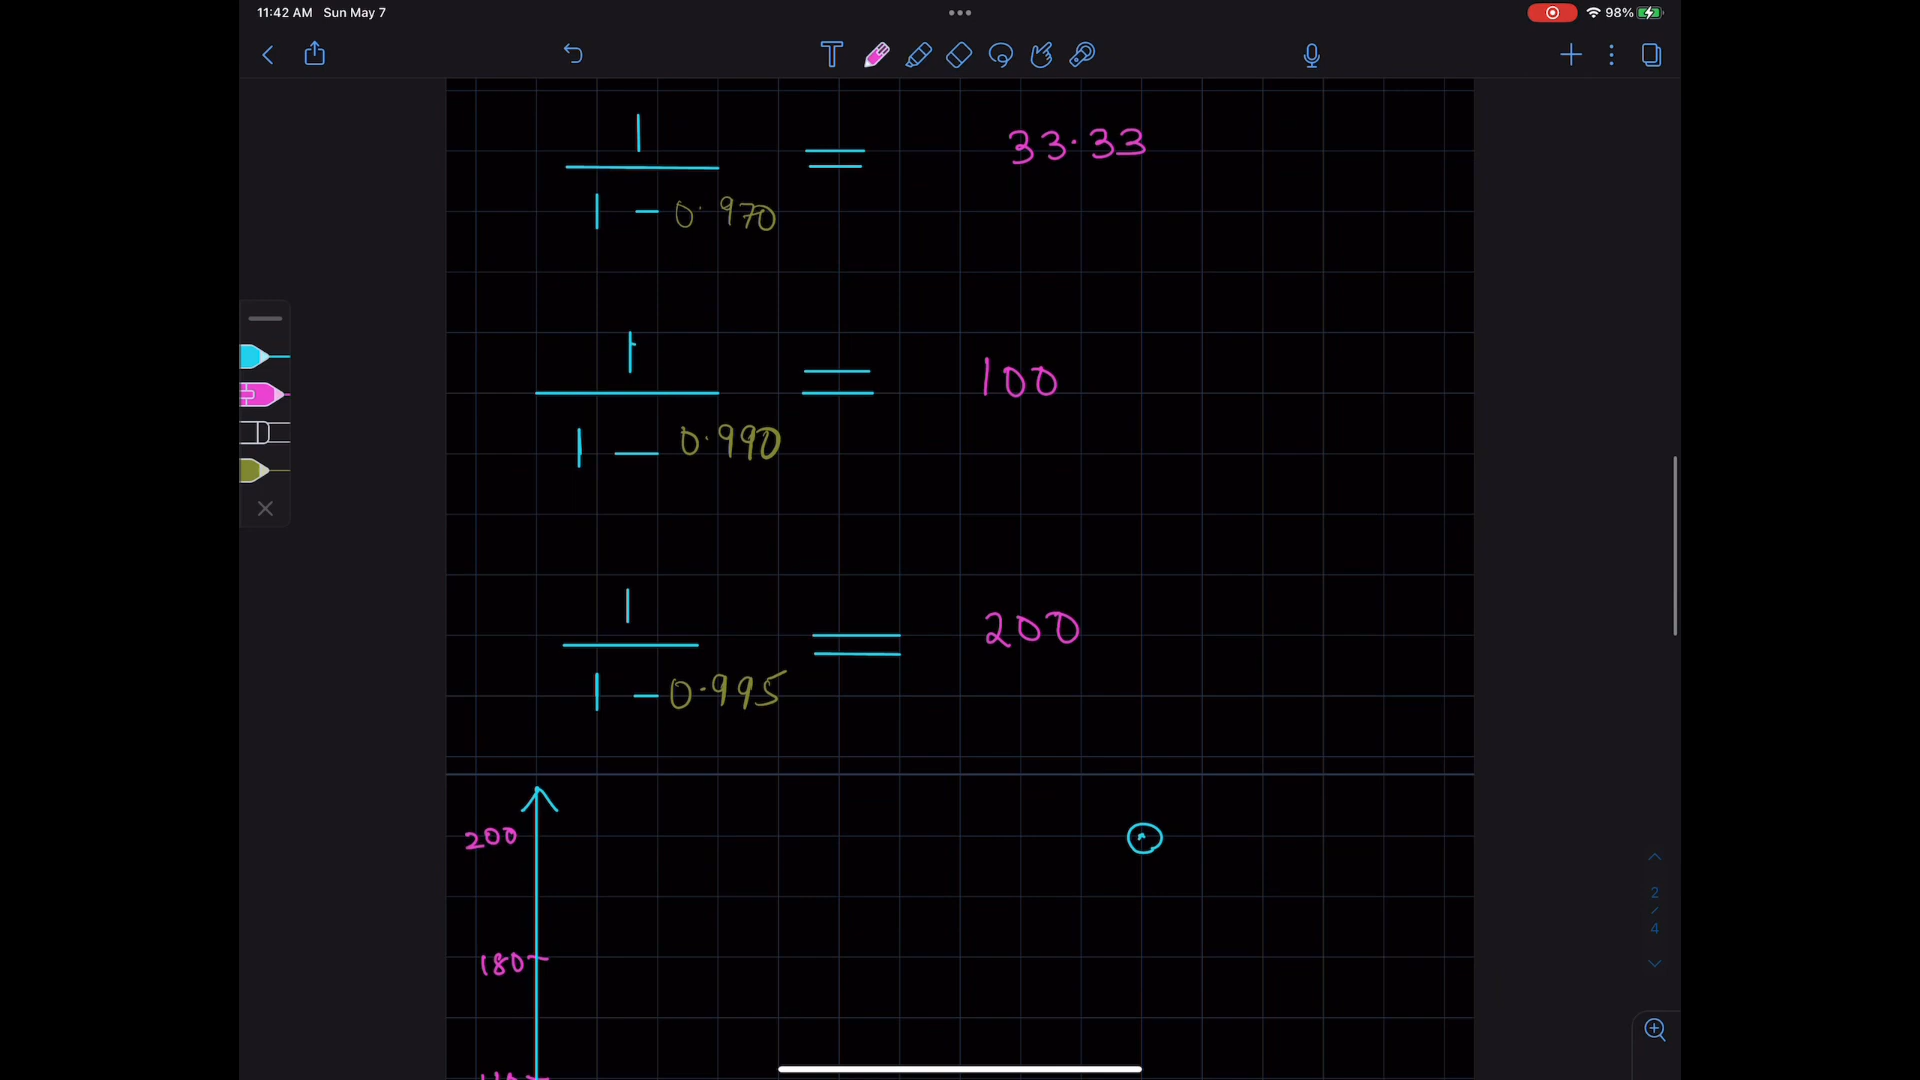 11:42 AM Sun May 7
98%
1
1 - 0.970 = 33.33
1
1 - 0.990 = 100
1
1 - 0.995 = 200
200
180
2
/
4